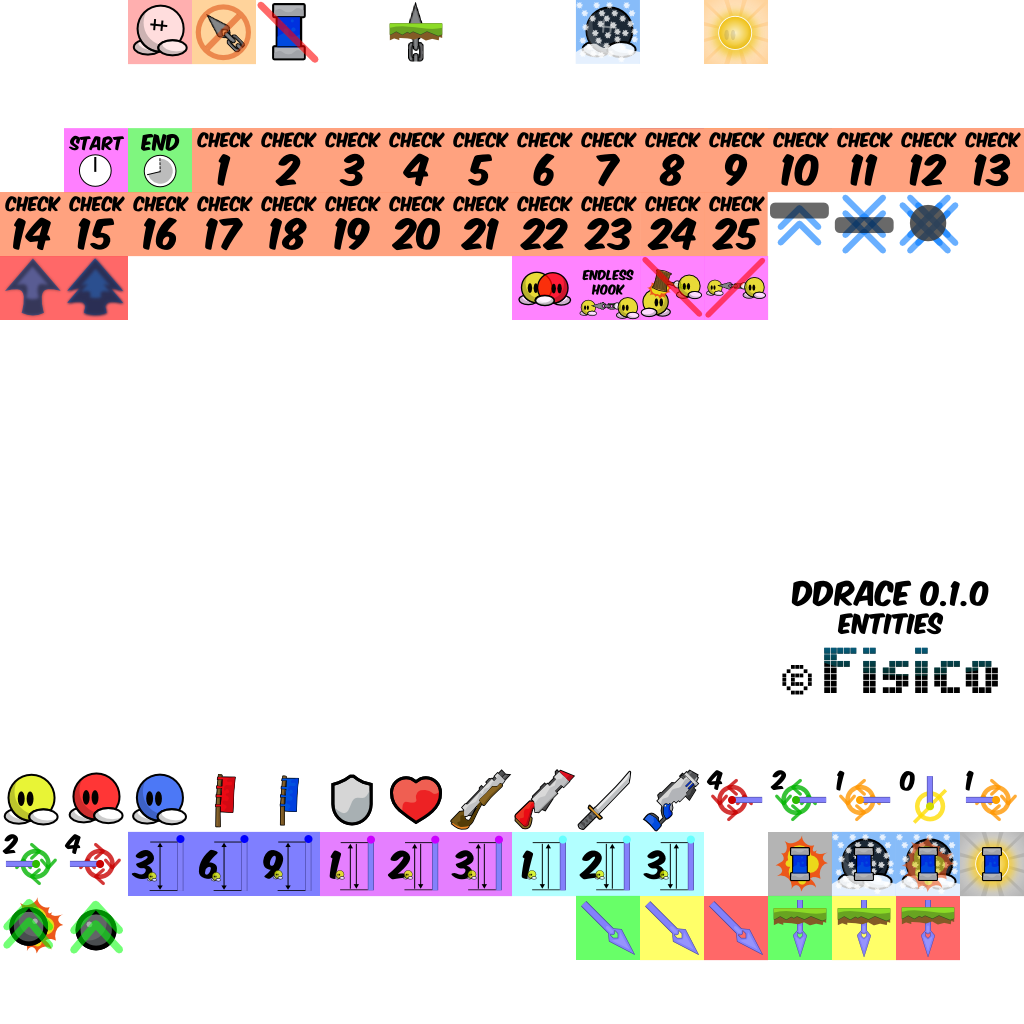 START END CHECK CHECK CHECK CHECK CHECK CHECK CHECK CHECK CHECK CHECK CHECK CHECK CHECK
1 2 3 4 5 6 7 8 9 10 11 12 13
CHECK CHECK CHECK CHECK CHECK CHECK CHECK CHECK CHECK CHECK CHECK CHECK
14 15 16 17 18 19 20 21 22 23 24 25
ENDLESS
HOOK
DDRACE 0.1.0
ENTITIES
© Fisico
4 2 1 0 1
2 4 3 6 9 1 2 3 1 2 3